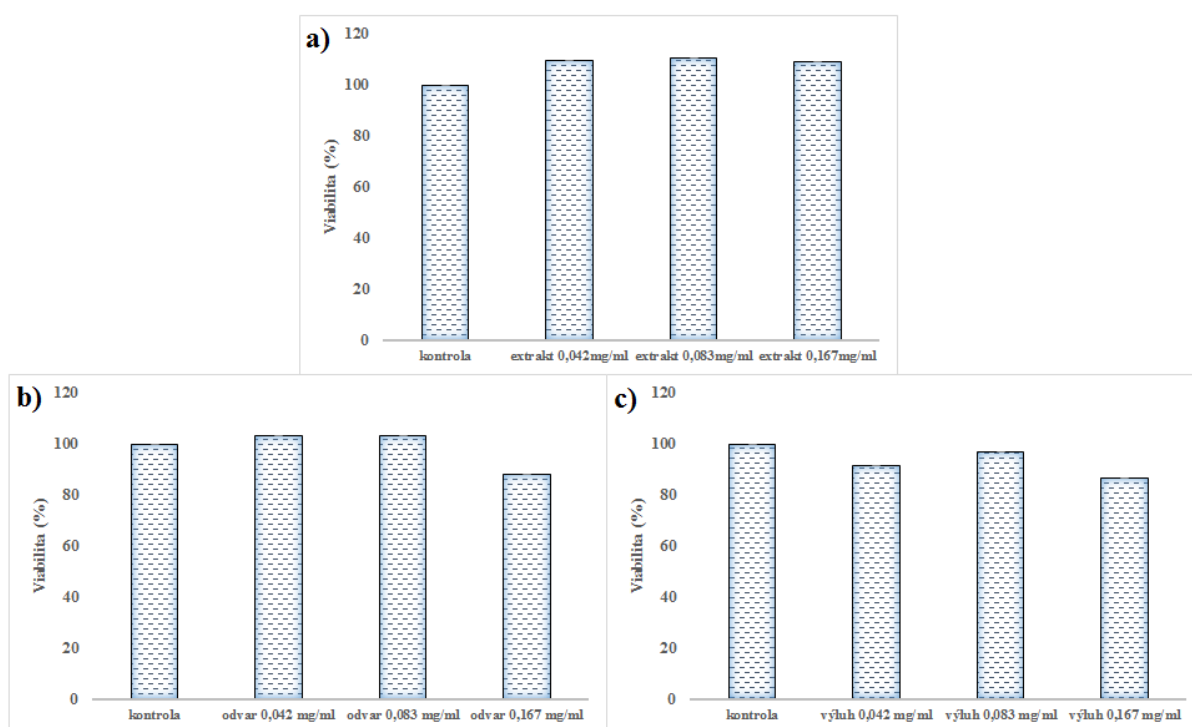 a)
Viabilita (%)
120
100
80
60
40
20
0
kontrola extrakt 0,042mg/ml extrakt 0,083mg/ml extrakt 0,167mg/ml
b)
Viabilita (%)
120
100
80
60
40
20
0
kontrola odvar 0,042 mg/ml odvar 0,083 mg/ml odvar 0,167 mg/ml
c)
Viabilita (%)
120
100
80
60
40
20
0
kontrola výluh 0,042 mg/ml výluh 0,083 mg/ml výluh 0,167 mg/ml